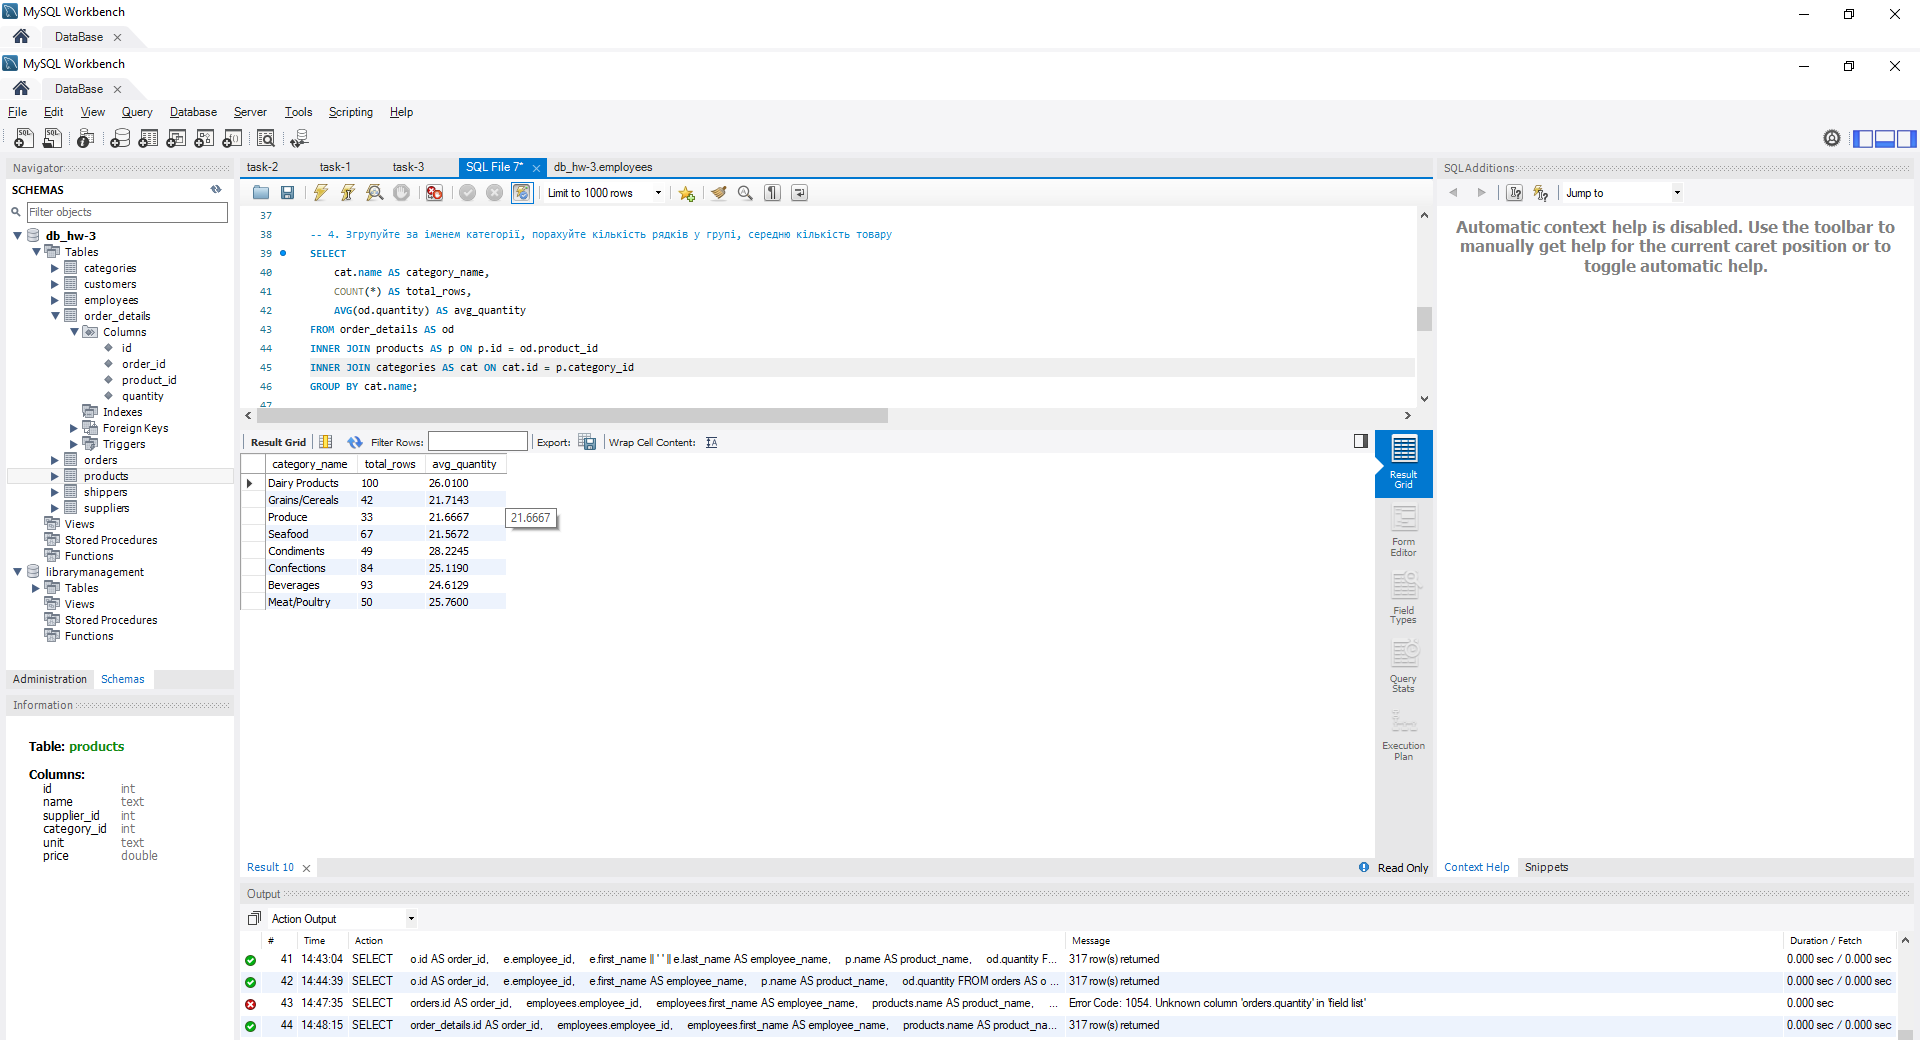 MySQL Workbench
DataBase
MySQL Workbench
DataBase
File Edit View Query Database Server Tools Scripting Help
Navigator
SCHEMAS
Filter objects
db_hw-3
Tables
categories
customers
employees
order_details
Columns
id
order_id
product_id
quantity
Indexes
Foreign Keys
Triggers
orders
products
shippers
suppliers
Views
Stored Procedures
Functions
librarymanagement
Tables
Views
Stored Procedures
Functions
Administration Schemas
Information
Table: products
Columns:
id int
name text
supplier_id int
category_id int
unit text
price double
task-2 task-1 task-3 SQL File 7* db_hw-3.employees
Limit to 1000 rows
37
38 -- 4. Згрупуйте за іменем категорії, порахуйте кількість рядків у групі, середню кількість товару
39 SELECT
40 cat.name AS category_name,
41 COUNT(*) AS total_rows,
42 AVG(od.quantity) AS avg_quantity
43 FROM order_details AS od
44 INNER JOIN products AS p ON p.id = od.product_id
45 INNER JOIN categories AS cat ON cat.id = p.category_id
46 GROUP BY cat.name;
47
Result Grid Filter Rows: Export: Wrap Cell Content:
category_name total_rows avg_quantity
Dairy Products 100 26.0100
Grains/Cereals 42 21.7143
Produce 33 21.6667
21.6667
Seafood 67 21.5672
Condiments 49 28.2245
Confections 84 25.1190
Beverages 93 24.6129
Meat/Poultry 50 25.7600
Result
Grid
Form
Editor
Field
Types
Query
Stats
Execution
Plan
Result 10
Read Only
SQLAdditions
Jump to
Automatic context help is disabled. Use the toolbar to
manually get help for the current caret position or to
toggle automatic help.
Context Help Snippets
Output
Action Output
# Time Action Message Duration / Fetch
41 14:43:04 SELECT o.id AS order_id, e.employee_id, e.first_name || ' ' || e.last_name AS employee_name, p.name AS product_name, od.quantity F... 317 row(s) returned 0.000 sec / 0.000 sec
42 14:44:39 SELECT o.id AS order_id, e.employee_id, e.first_name AS employee_name, p.name AS product_name, od.quantity FROM orders AS o ... 317 row(s) returned 0.000 sec / 0.000 sec
43 14:47:35 SELECT orders.id AS order_id, employees.employee_id, employees.first_name AS employee_name, products.name AS product_name, ... Error Code: 1054. Unknown column 'orders.quantity' in 'field list' 0.000 sec
44 14:48:15 SELECT order_details.id AS order_id, employees.employee_id, employees.first_name AS employee_name, products.name AS product_na... 317 row(s) returned 0.000 sec / 0.000 sec